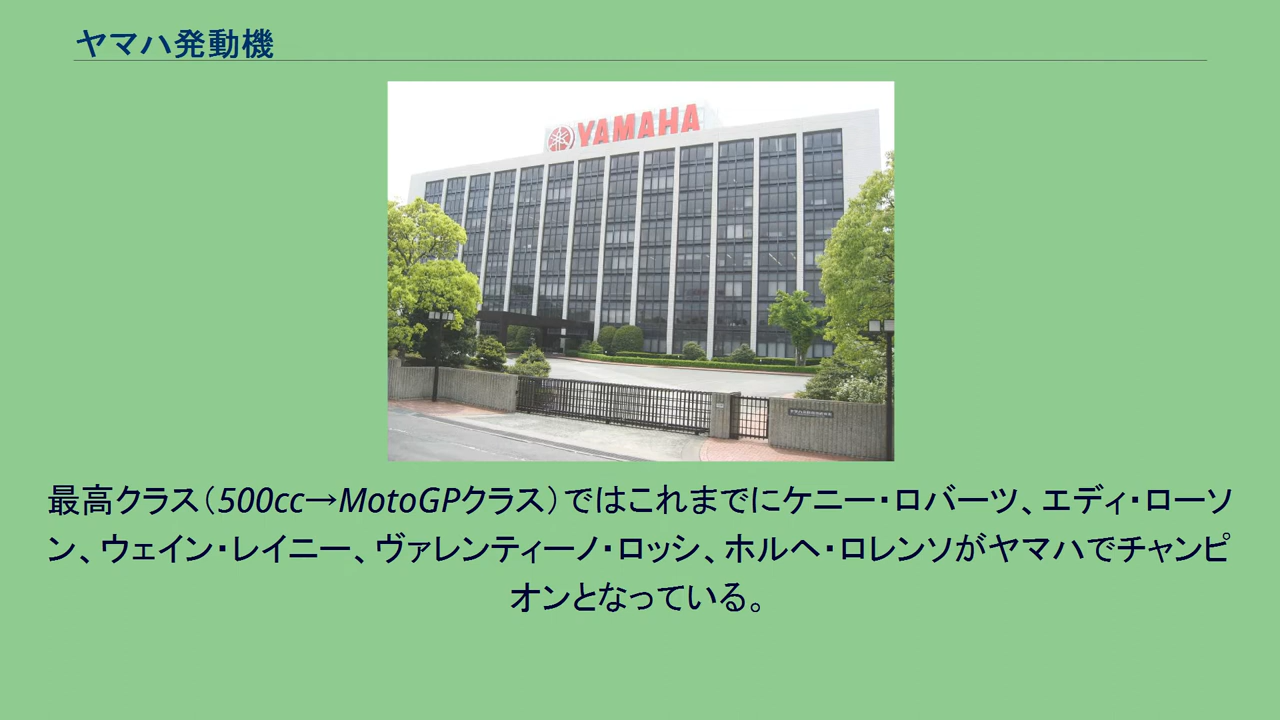 ヤマハ発動機
YAMAHA
最高クラス（500cc→MotoGPクラス）ではこれまでにケニー・ロバーツ、エディ・ローソ
ン、ウェイン・レイニー、ヴァレンティーノ・ロッシ、ホルヘ・ロレンソがヤマハでチャンピ
オンとなっている。